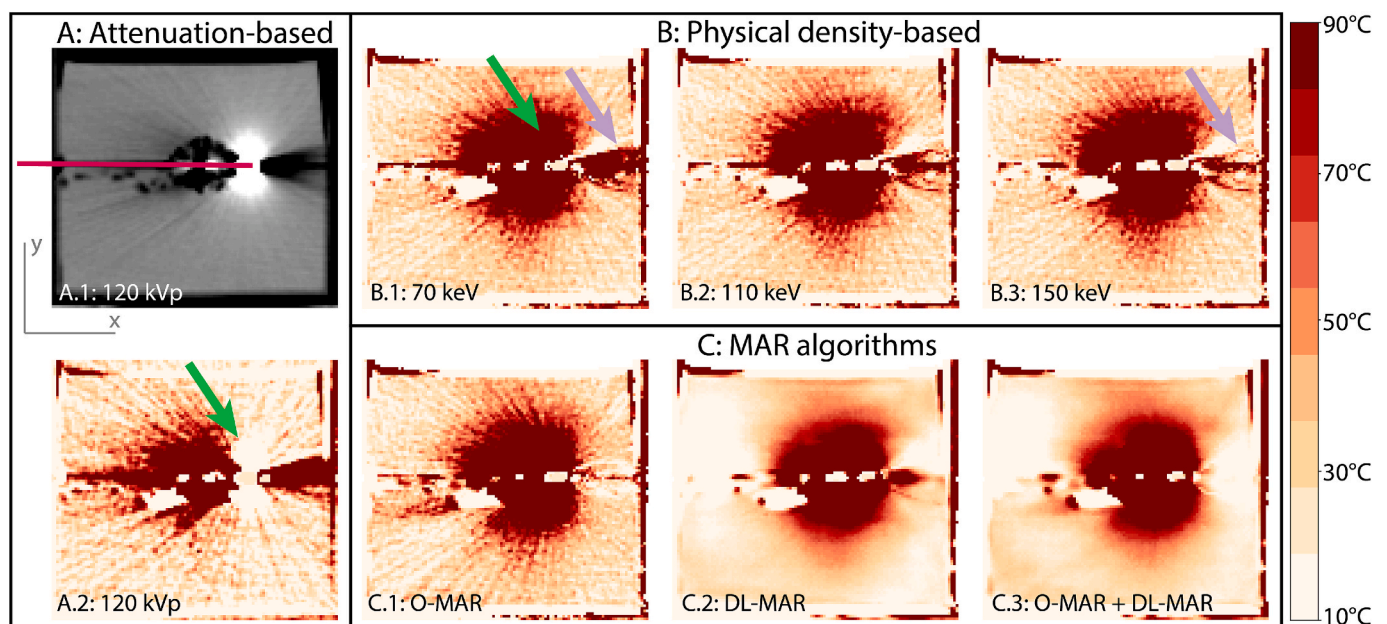 A: Attenuation-based
A.1: 120 kVp
y
x
A.2: 120 kVp
B: Physical density-based
B.1: 70 keV
B.2: 110 keV
B.3: 150 keV
C: MAR algorithms
C.1: O-MAR
C.2: DL-MAR
C.3: O-MAR + DL-MAR
90°C
70°C
50°C
30°C
10°C